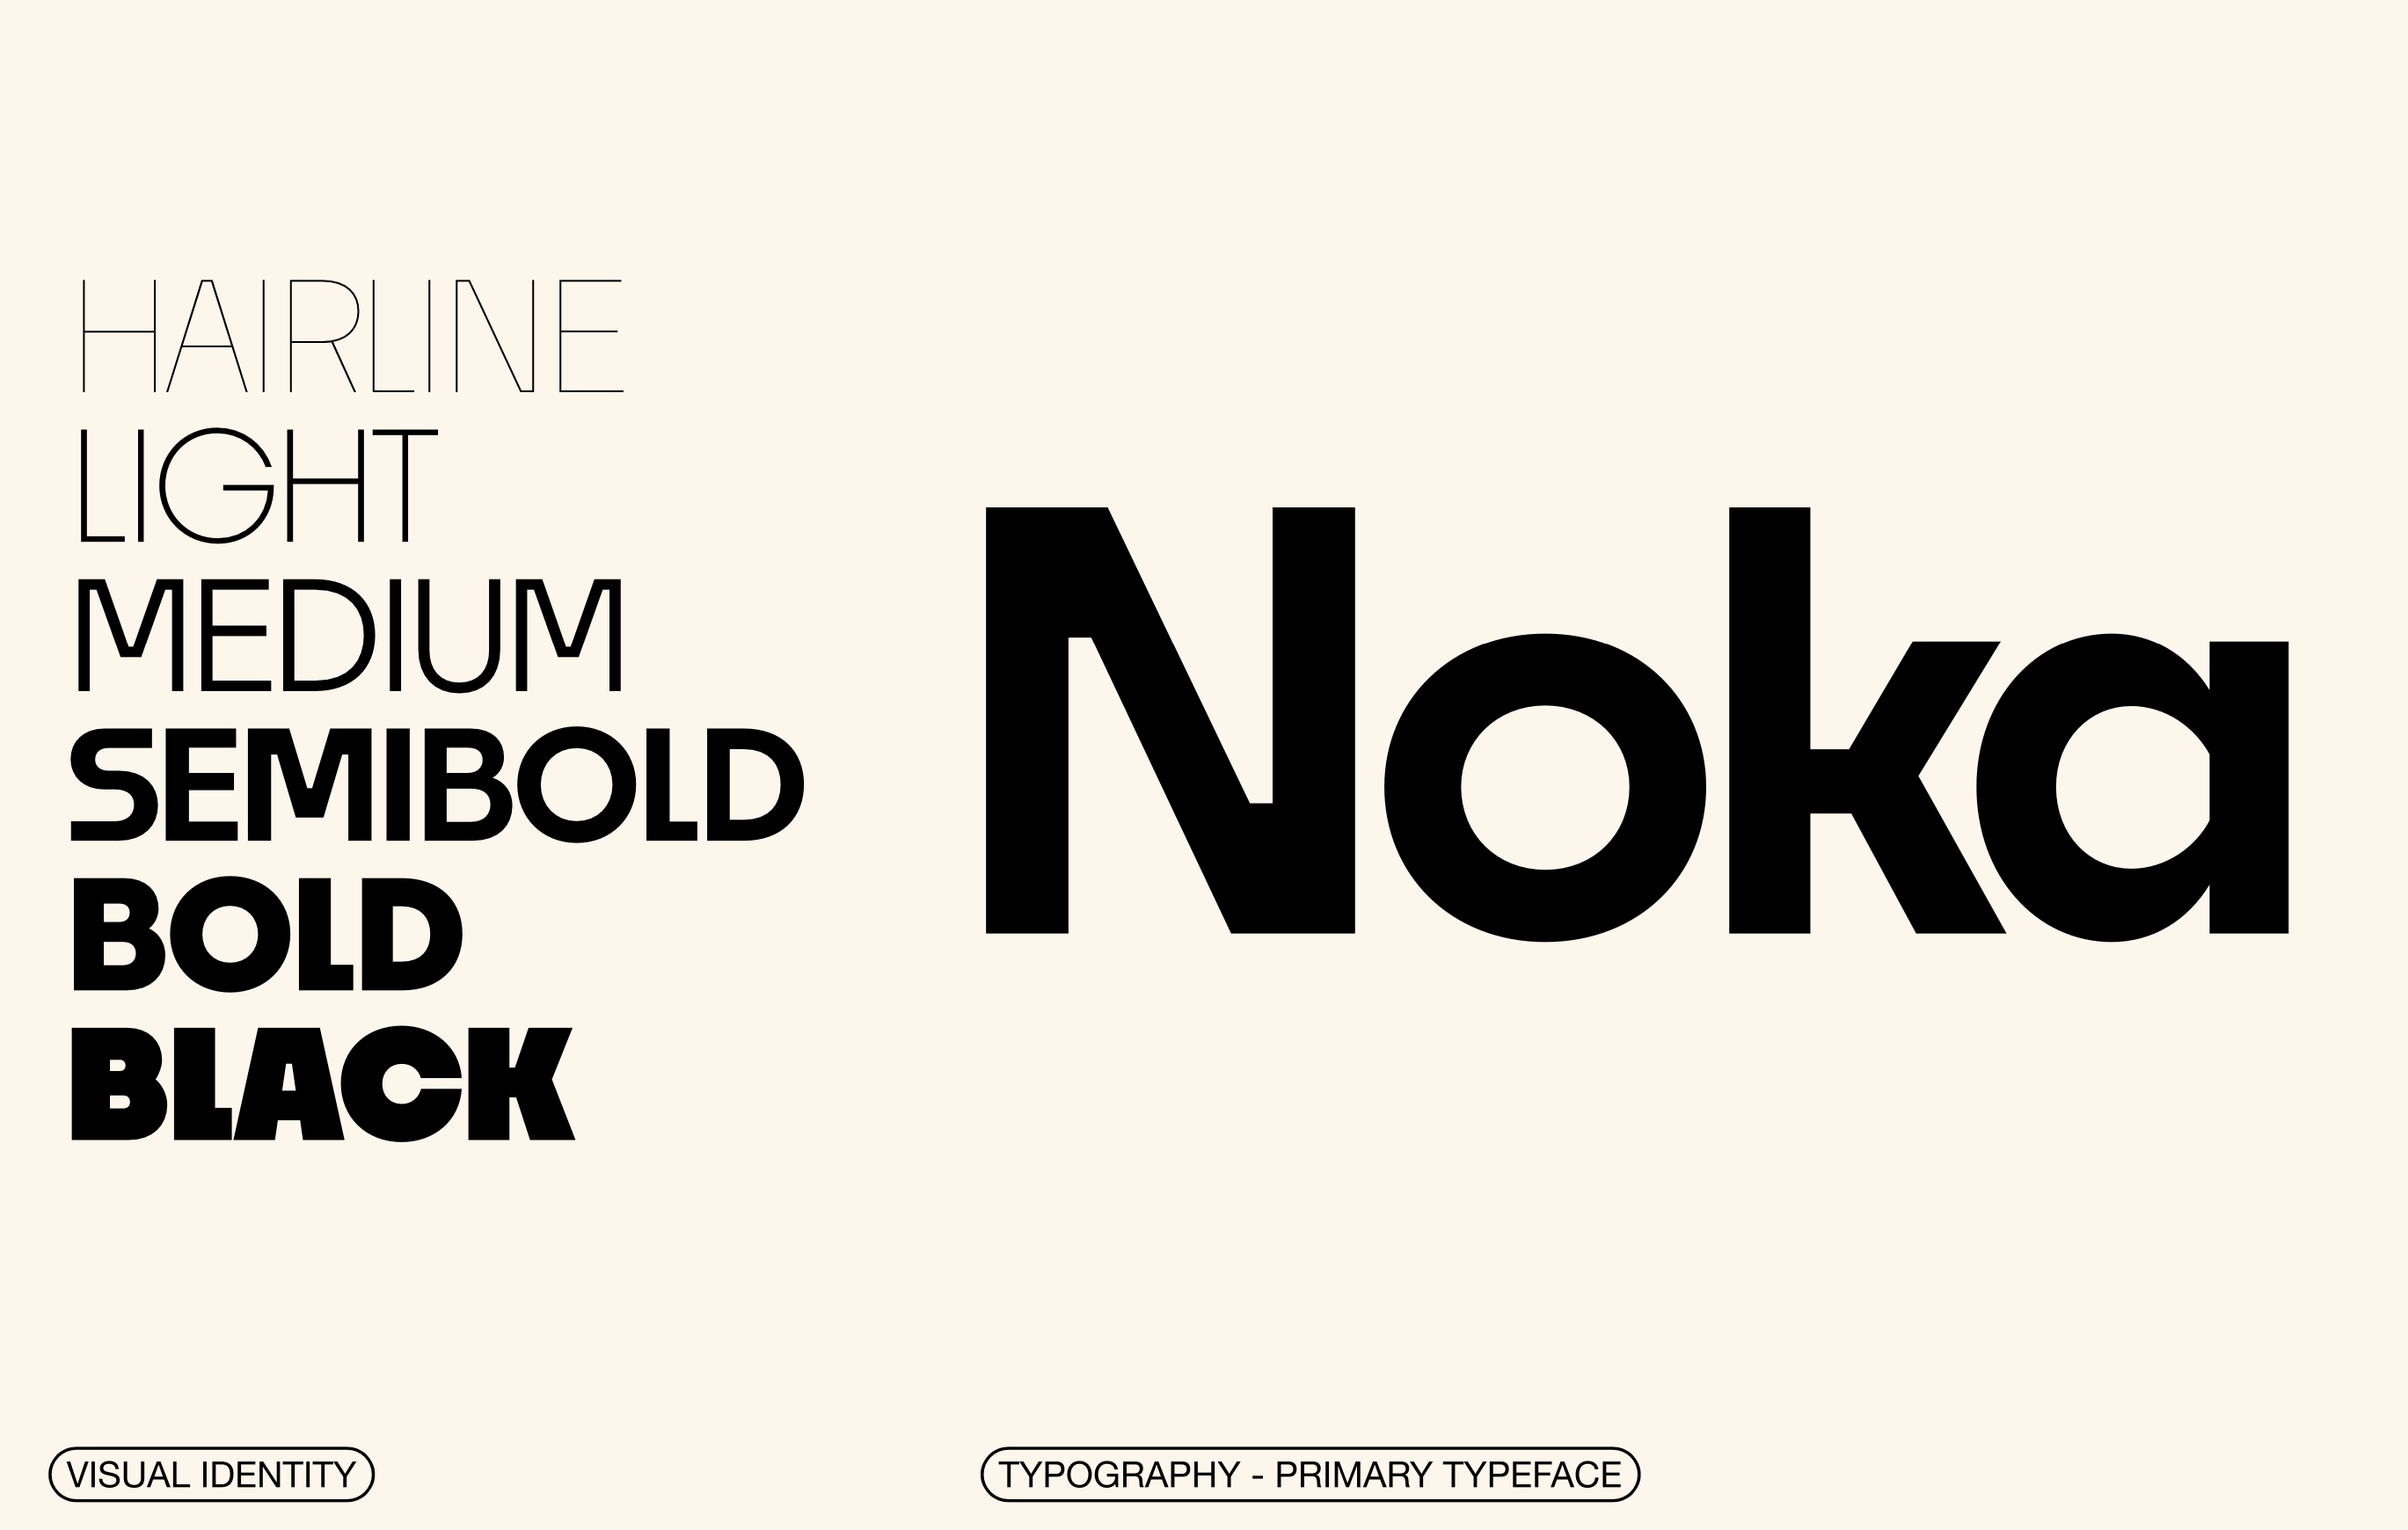 HAIRLINE
LIGHT
MEDIUM
SEMIBOLD
BOLD
BLACK
Noka
VISUAL IDENTITY
TYPOGRAPHY - PRIMARY TYPEFACE